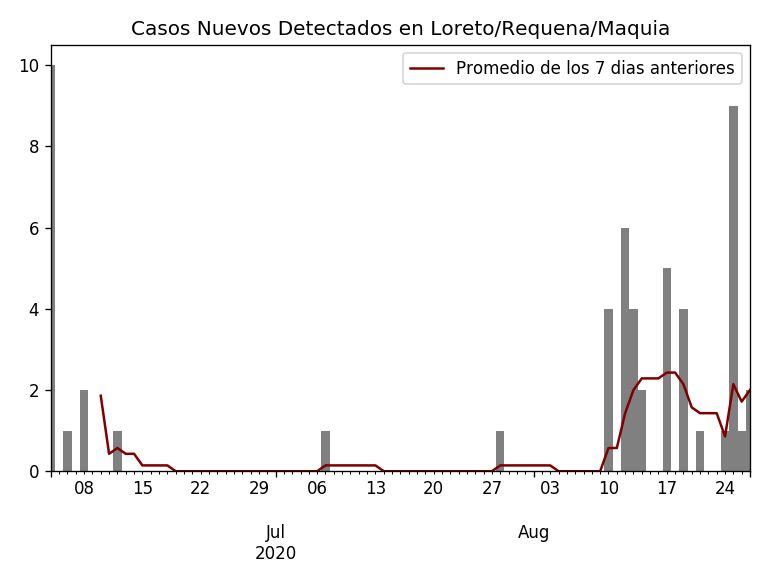 Casos Nuevos Detectados en Loreto/Requena/Maquia
Promedio de los 7 dias anteriores
10
8
6
4
2
0
08 15 22 29 06 13 20 27 03 10 17 24
Jul Aug
2020